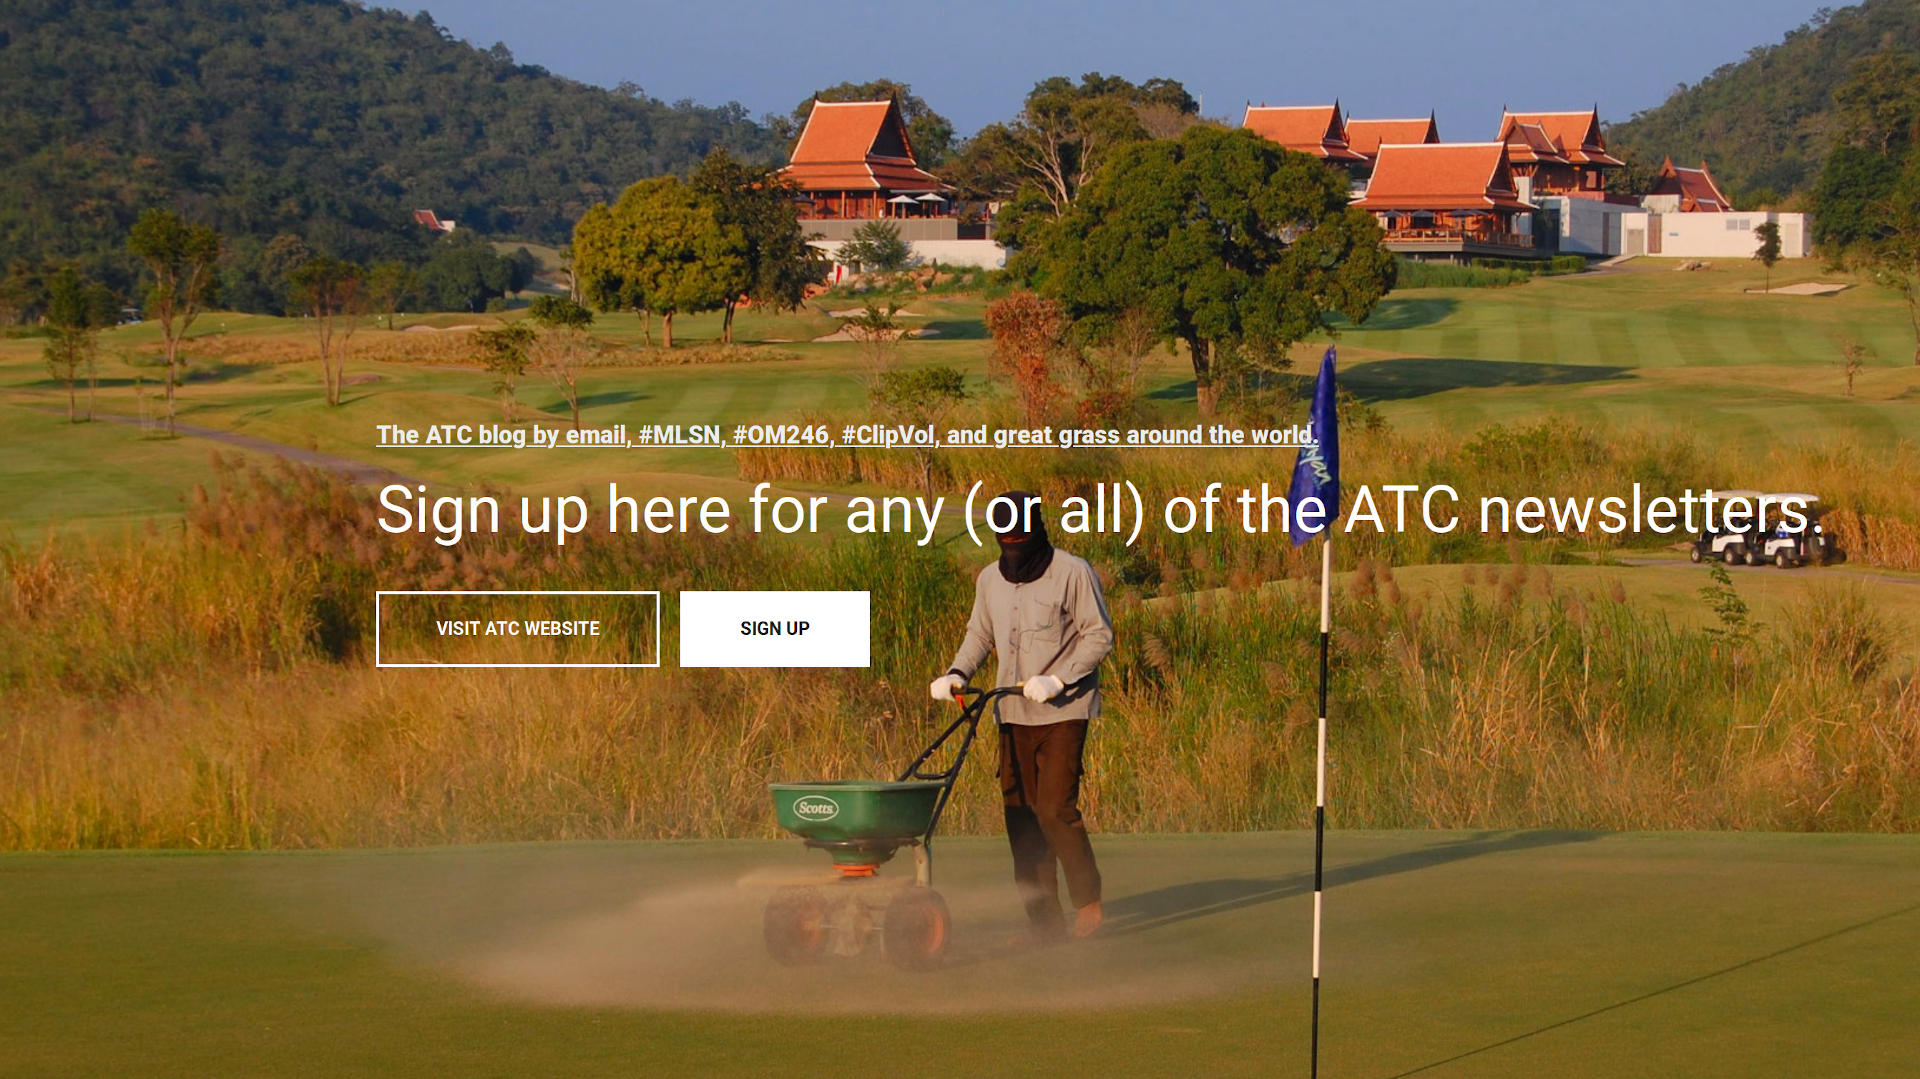 The ATC blog by email, #MLSN, #OM246, #ClipVol, and great grass around the world.
Sign up here for any (or all) of the ATC newsletters.
VISIT ATC WEBSITE
SIGN UP
Scotts